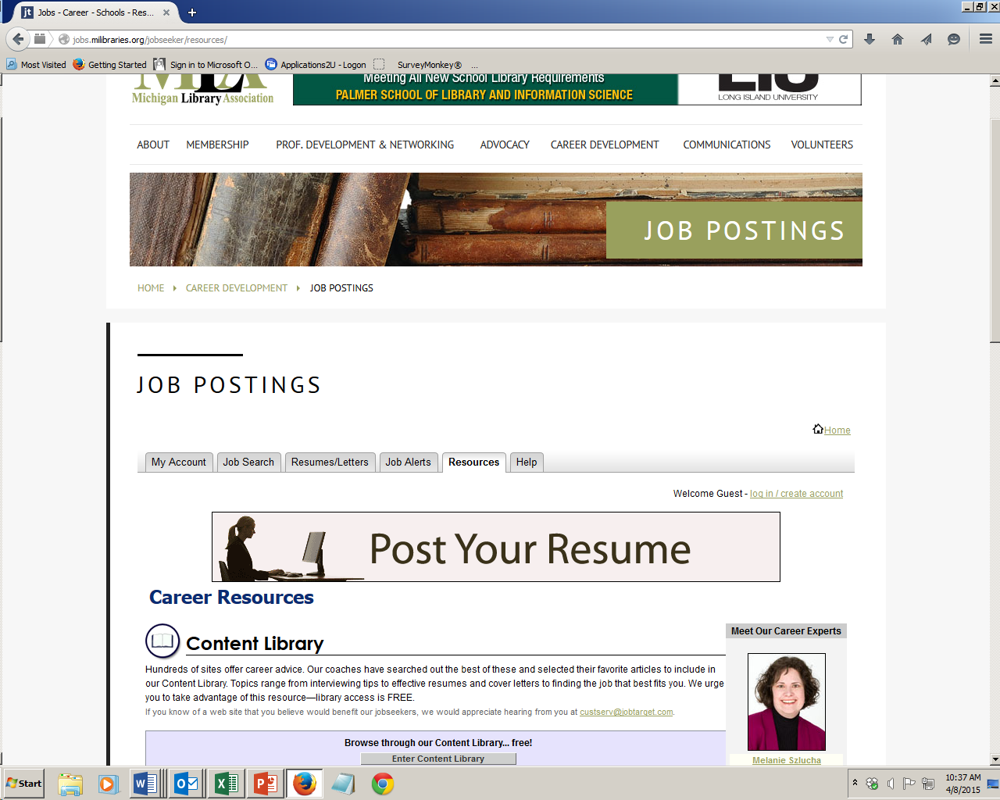 jt Jobs - Career - Schools - Res...
jobs.milibraries.org/jobseeker/resources/
Most Visited Getting Started Sign in to Microsoft O... Applications2U - Logon SurveyMonkey® ...
MLA
Michigan Library Association
Meeting All New School Library Requirements
PALMER SCHOOL OF LIBRARY AND INFORMATION SCIENCE
LIU
LONG ISLAND UNIVERSITY
ABOUT MEMBERSHIP PROF. DEVELOPMENT & NETWORKING ADVOCACY CAREER DEVELOPMENT COMMUNICATIONS VOLUNTEERS
JOB POSTINGS
HOME CAREER DEVELOPMENT JOB POSTINGS
JOB POSTINGS
Home
My Account Job Search Resumes/Letters Job Alerts Resources Help
Welcome Guest - log in / create account
Post Your Resume
Career Resources
Content Library
Hundreds of sites offer career advice. Our coaches have searched out the best of these and selected their favorite articles to include in
our Content Library. Topics range from interviewing tips to effective resumes and cover letters to finding the job that best fits you. We urge
you to take advantage of this resource—library access is FREE.
If you know of a web site that you believe would benefit our jobseekers, we would appreciate hearing from you at custserv@jobtarget.com.
Browse through our Content Library... free!
Enter Content Library
Meet Our Career Experts
Melanie Szlucha
Start
10:37 AM
4/8/2015